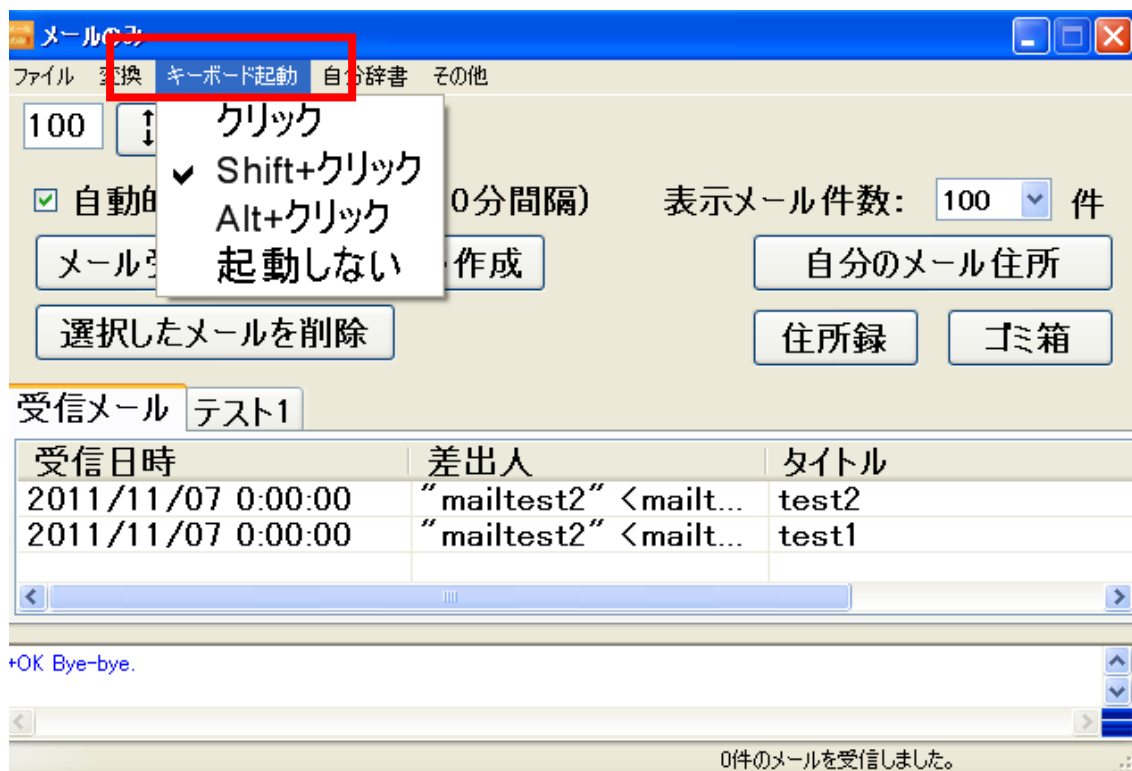 メールのみ
ファイル 変換 キーボード起動 自分辞書 その他
100
クリック
Shift+クリック
Alt+クリック
起動しない
自動 0分間隔) 表示メール件数: 100 件
メール 作成 自分のメール住所
選択したメールを削除 住所録 ゴミ箱
受信メール テスト1
受信日時 差出人 タイトル
2011/11/07 0:00:00 "mailtest2" <mailt... test2
2011/11/07 0:00:00 "mailtest2" <mailt... test1
+OK Bye-bye.
0件のメールを受信しました。